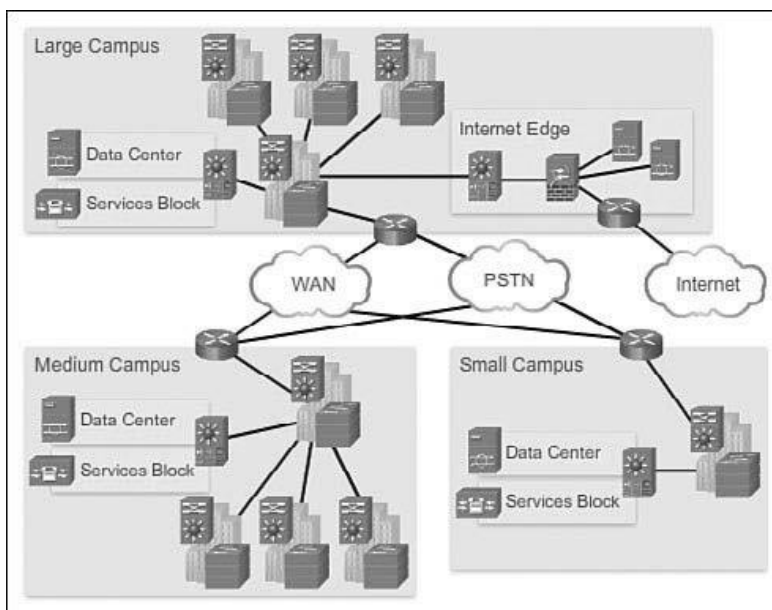 Large Campus
Internet Edge
Data Center
Services Block
WAN
PSTN
Internet
Medium Campus
Small Campus
Data Center
Services Block
Data Center
Services Block